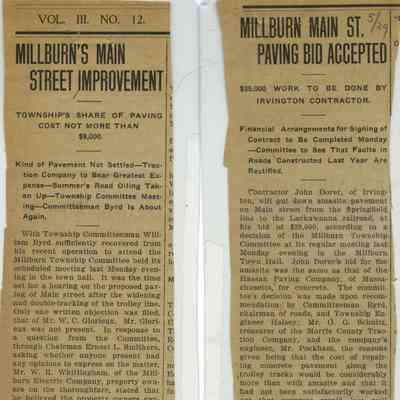 VOL. III. NO. 12.
MILLBURN'S MAIN
STREET IMPROVEMENT
TOWNSHIP'S SHARE OF PAVING
COST NOT MORE THAN
$9,000.
Kind of Pavement Not Settled—Trac-
tion Company to Bear Greatest Ex-
pense—Summer's Road Oiling Tak-
en Up—Township Committee Meet-
ing—Committeeman Byrd Is About
Again.
With Township Committeeman Wil-
liam Byrd sufficiently recovered from
his recent operation to attend the
Millburn Township Committee held its
scheduled meeting last Monday even-
ing in the town hall. It was the time
set for a hearing on the proposed pav-
ing of Main street after the widening
and double-tracking of the trolley line.
Only one written objection was filed,
that of Mr. W. C. Glorieux. Mr. Glori-
eux was not present. In response to
a question from the Committee,
through Chairman Ernest L.
asking whether anyone present had
any opinions to express on the matter,
Mr. W. H. Whittingham, of the Mill-
burn Electric Company, property own-
ers on the thoroughfare, stated that
he believed the property owners
MILLBURN MAIN ST. 5/29
PAVING BID ACCEPTED
$25,000 WORK TO BE DONE BY
IRVINGTON CONTRACTOR.
Financial Arrangements for Signing of
Contract to Be Completed Monday
—Committee to See That Faults in
Roads Constructed Last Year Are
Rectified.
Contractor John Dorer, of Irving-
ton, will put down amasite pavement
on Main street from the Springfield
line to the Lackawanna railroad, at
his bid of $25,000, according to a
decision of the Millburn Township
Committee at its regular meeting last
Monday evening in the Millburn
Town Hall. John Dorer's bid for the
amasite was the same as that of the
Hassan Paving Company, of Massa-
chusetts, for concrete. The commit-
tee's decision was made upon recom-
mendation by Committeeman Byrd,
chairman of roads, and Township En-
gineer Halsey; Mr. O. G. Schultz,
treasurer of the Morris County Trac-
tion Company, and the company's
engineer, Mr. Peckham, the reasons
given being that the cost of repair-
ing concrete pavement along the
trolley tracks would be considerably
more than with amasite and that it
had not been satisfactorily worked